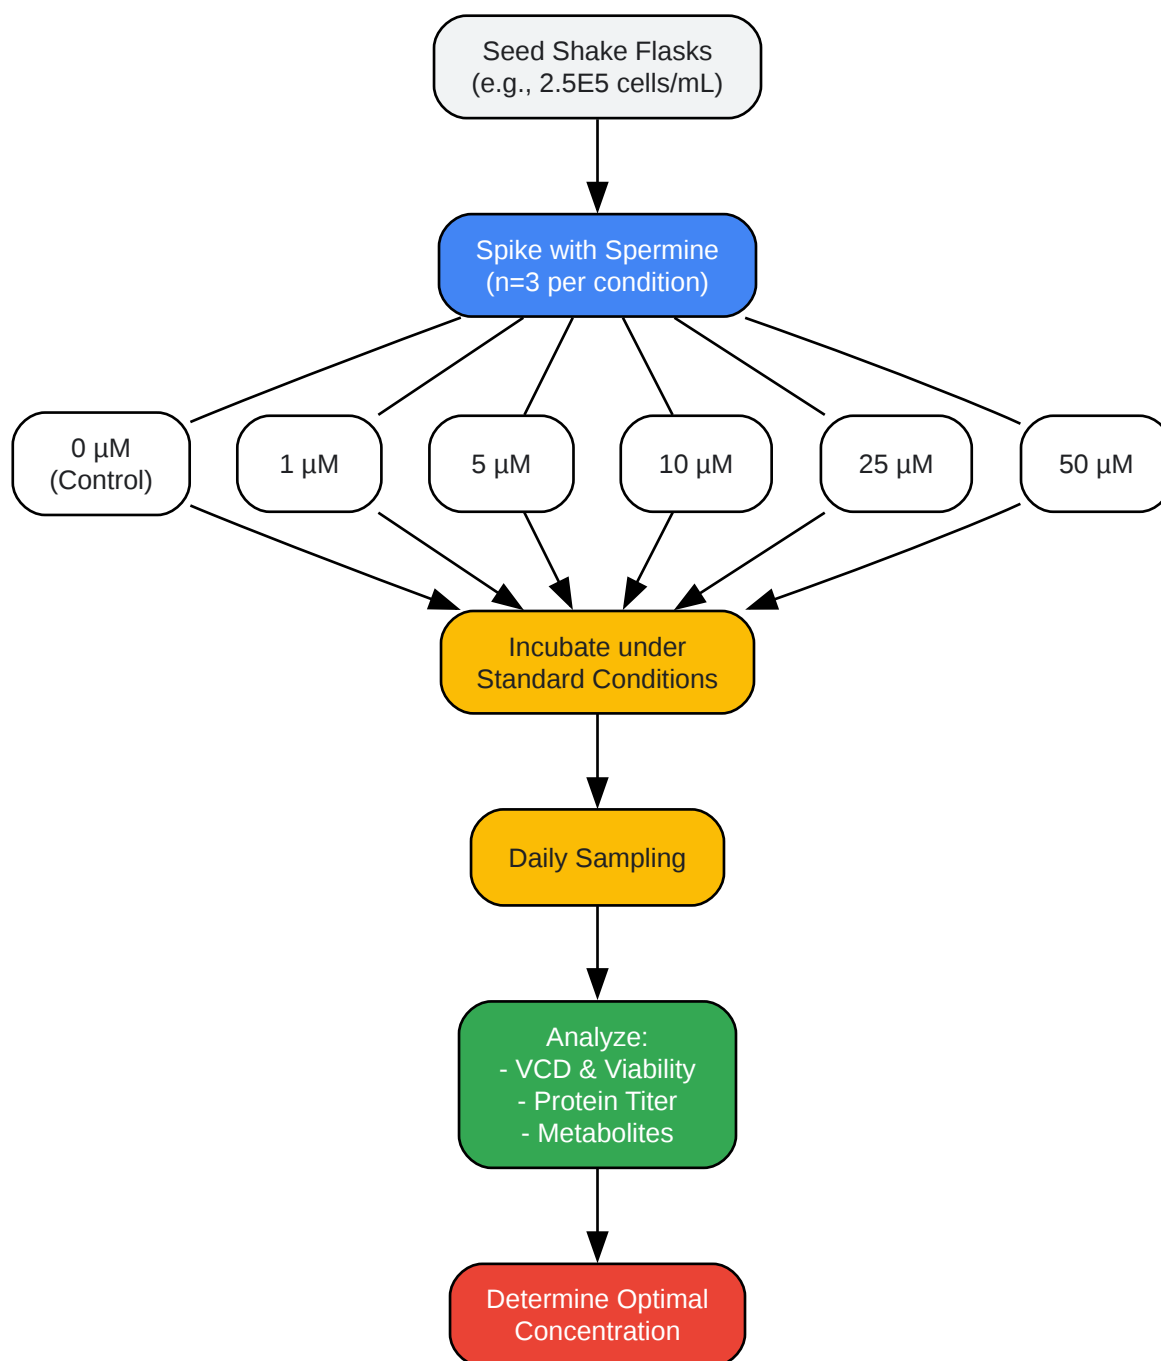 Seed Shake Flasks
(e.g., 2.5E5 cells/mL)
Spike with Spermine
(n=3 per condition)
0 µM
(Control)
1 µM
5 µM
10 µM
25 µM
50 µM
Incubate under
Standard Conditions
Daily Sampling
Analyze:
- VCD & Viability
- Protein Titer
- Metabolites
Determine Optimal
Concentration